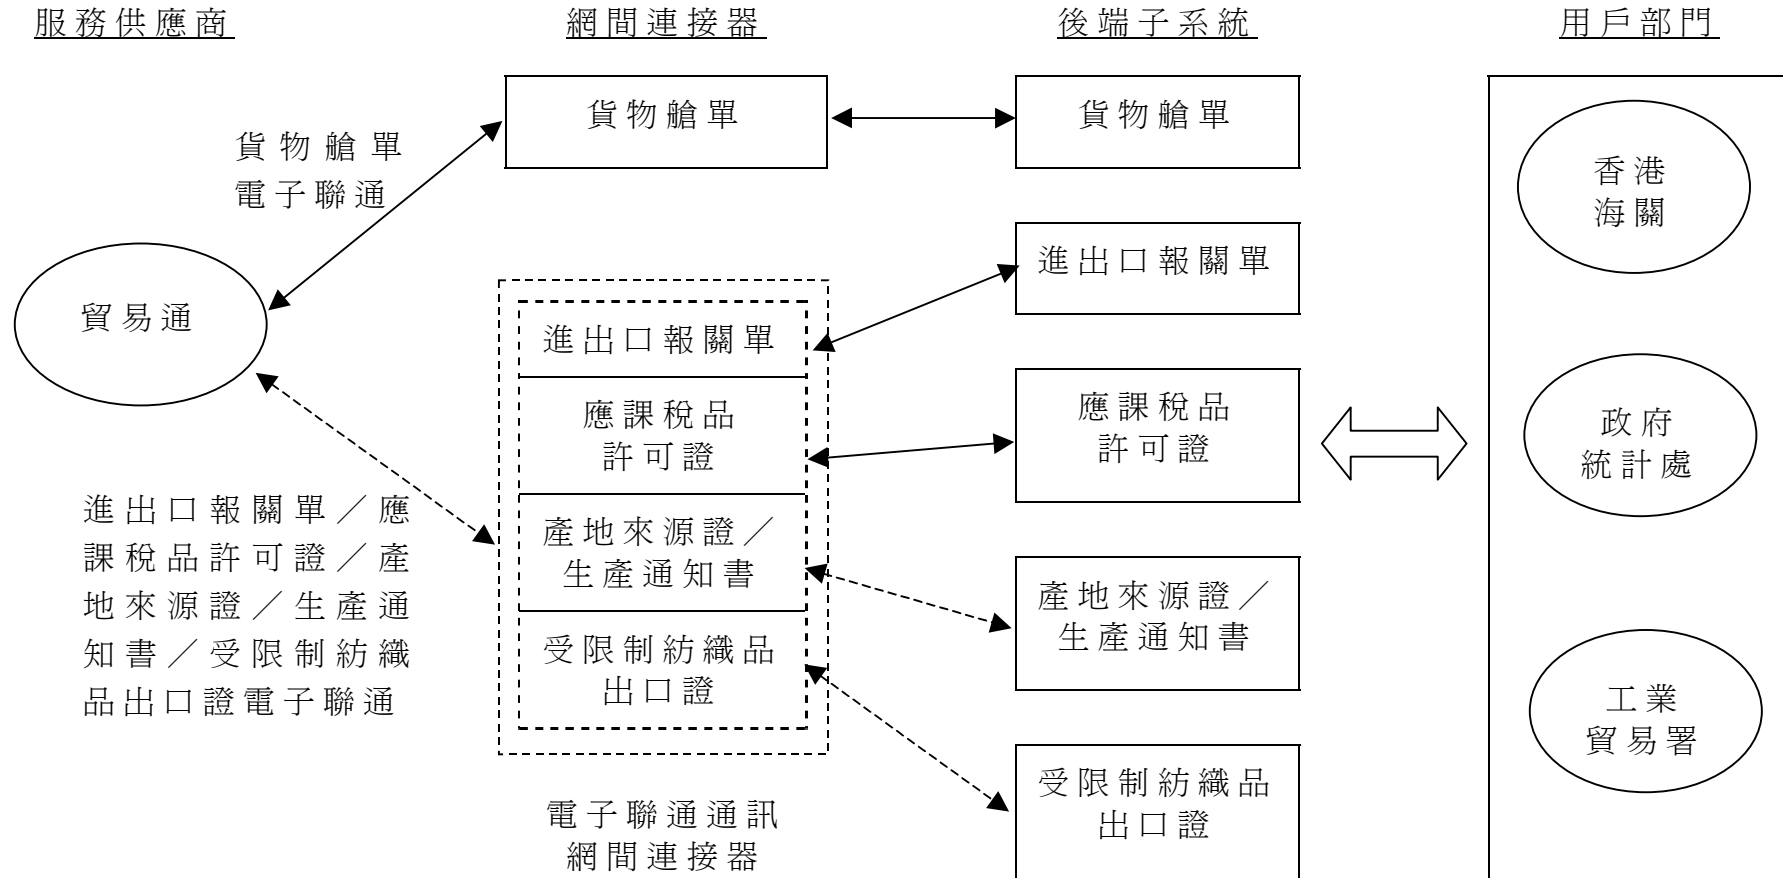 服務供應商
網間連接器
後端子系統
用戶部門
貨物艙單
電子聯通
貿易通
進出口報關單／應
課稅品許可證／產
地來源證／生產通
知書／受限制紡織
品出口證電子聯通
貨物艙單
進出口報關單
應課稅品
許可證
產地來源證／
生產通知書
受限制紡織品
出口證
電子聯通通訊
網間連接器
貨物艙單
進出口報關單
應課稅品
許可證
產地來源證／
生產通知書
受限制紡織品
出口證
香港
海關
政府
統計處
工業
貿易署